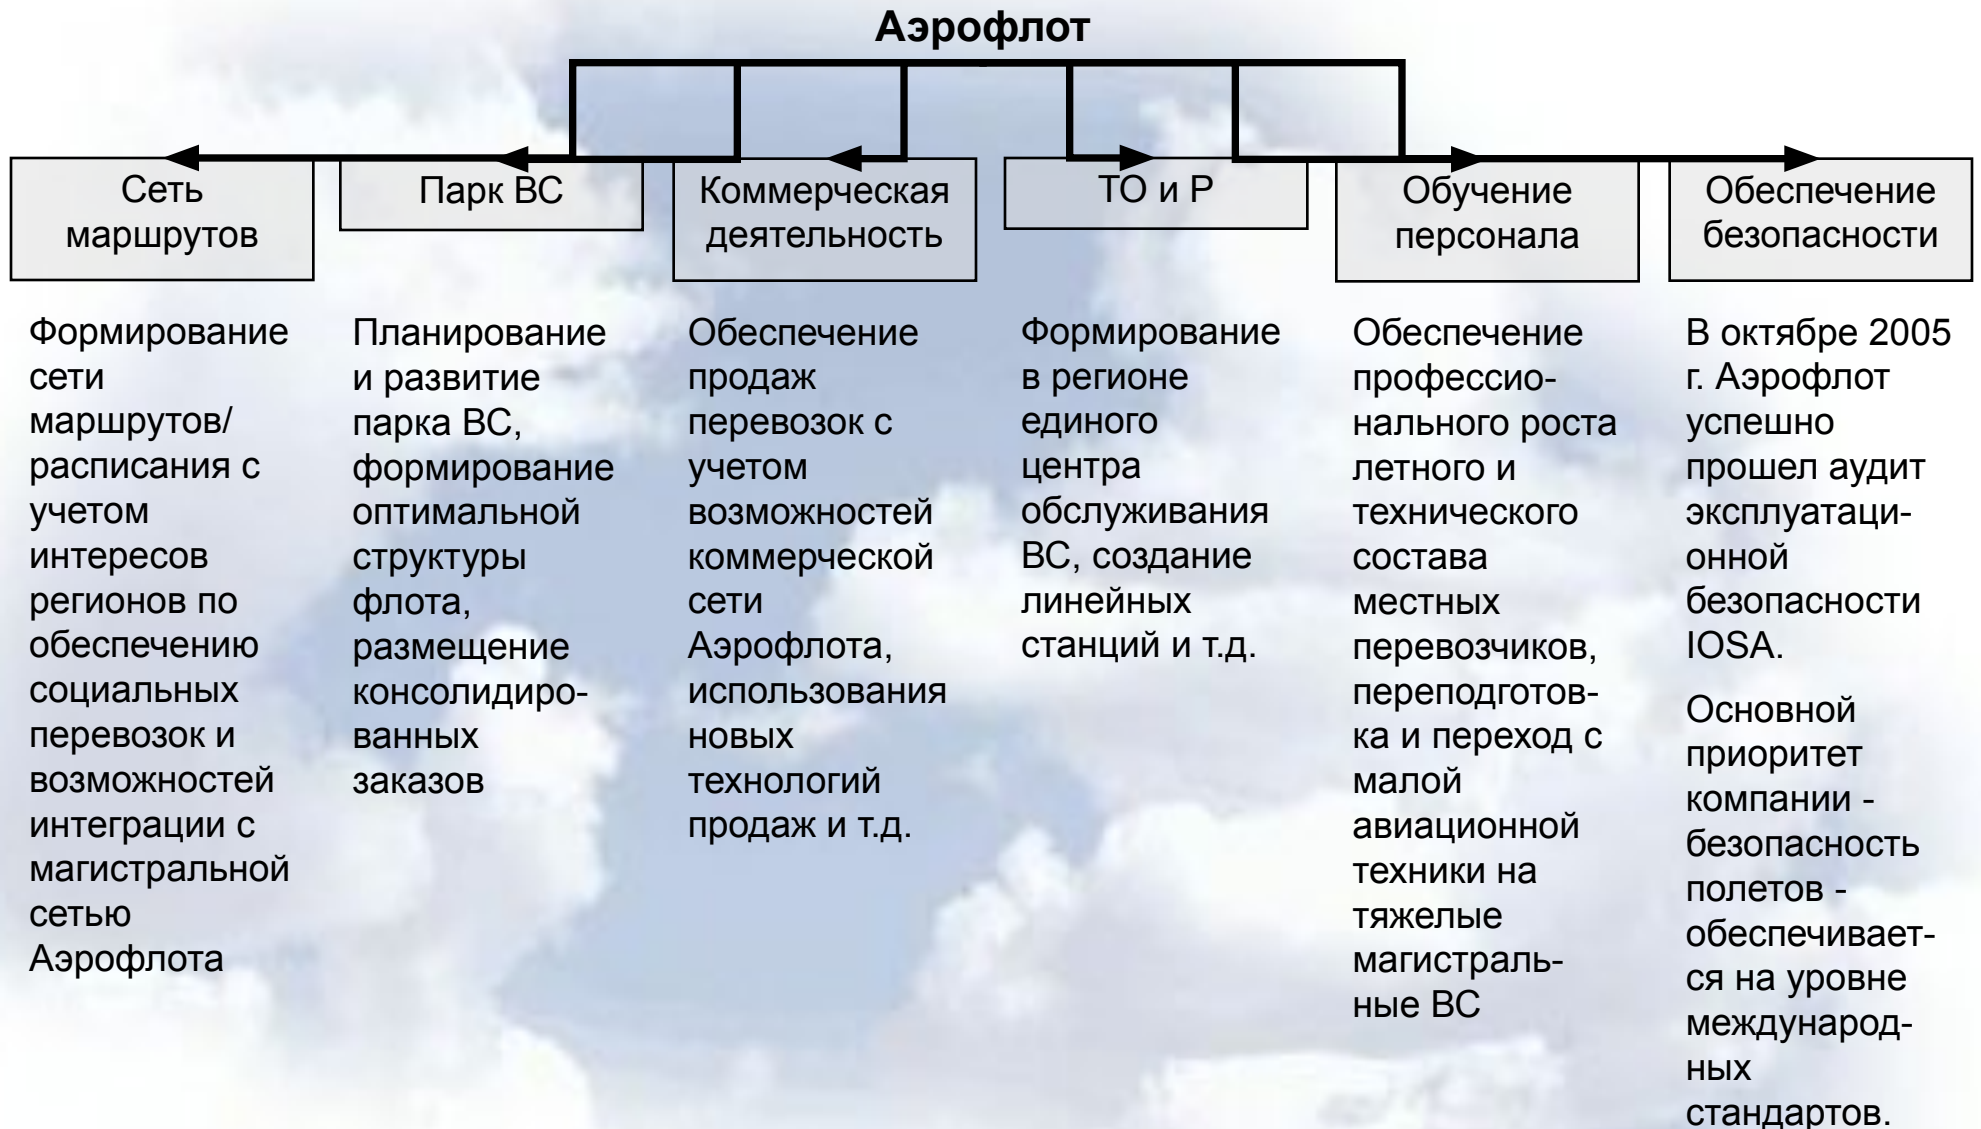 Аэрофлот
Сеть
маршрутов
Парк ВС
Коммерческая
деятельность
ТО и Р
Обучение
персонала
Обеспечение
безопасности
Формирование
сети
маршрутов/
расписания с
учетом
интересов
регионов по
обеспечению
социальных
перевозок и
возможностей
интеграции с
магистральной
сетью
Аэрофлота
Планирование
и развитие
парка ВС,
формирование
оптимальной
структуры
флота,
размещение
консолидиро-
ванных
заказов
Обеспечение
продаж
перевозок с
учетом
возможностей
коммерческой
сети
Аэрофлота,
использования
новых
технологий
продаж и т.д.
Формирование
в регионе
единого
центра
обслуживания
ВС, создание
линейных
станций и т.д.
Обеспечение
профессио-
нального роста
летного и
технического
состава
местных
перевозчиков,
переподготов-
ка и переход с
малой
авиационной
техники на
тяжелые
магистраль-
ные ВС
В октябре 2005
г. Аэрофлот
успешно
прошел аудит
эксплуатаци-
онной
безопасности
IOSA.
Основной
приоритет
компании -
безопасность
полетов -
обеспечивает-
ся на уровне
международ-
ных
стандартов.